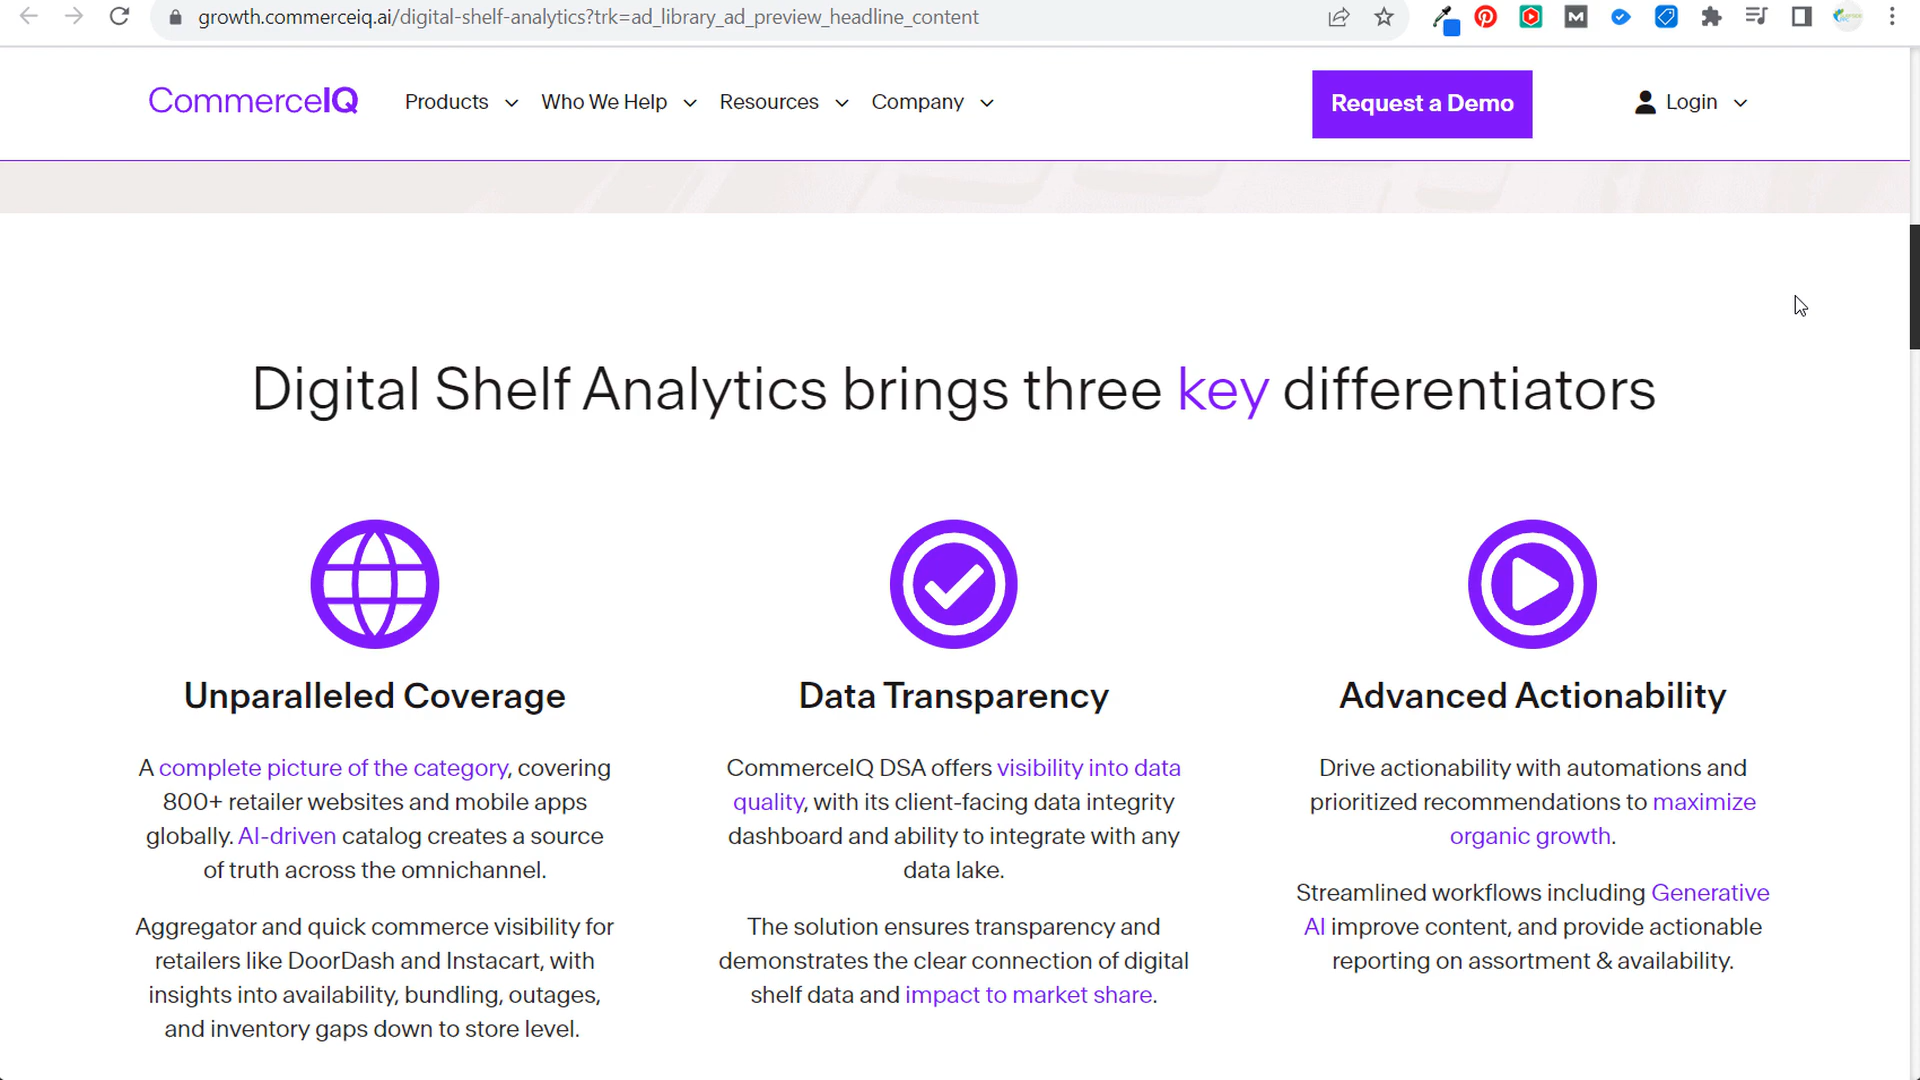 growth.commerceiq.ai/digital-shelf-analytics?trk=ad_library_ad_preview_headline_content
CommerceIQ Products Who We Help Resources Company Request a Demo Login
Digital Shelf Analytics brings three key differentiators
Unparalleled Coverage
A complete picture of the category, covering
800+ retailer websites and mobile apps
globally. AI-driven catalog creates a source
of truth across the omnichannel.
Aggregator and quick commerce visibility for
retailers like DoorDash and Instacart, with
insights into availability, bundling, outages,
and inventory gaps down to store level.
Data Transparency
CommerceIQ DSA offers visibility into data
quality, with its client-facing data integrity
dashboard and ability to integrate with any
data lake.
The solution ensures transparency and
demonstrates the clear connection of digital
shelf data and impact to market share.
Advanced Actionability
Drive actionability with automations and
prioritized recommendations to maximize
organic growth.
Streamlined workflows including Generative
AI improve content, and provide actionable
reporting on assortment & availability.